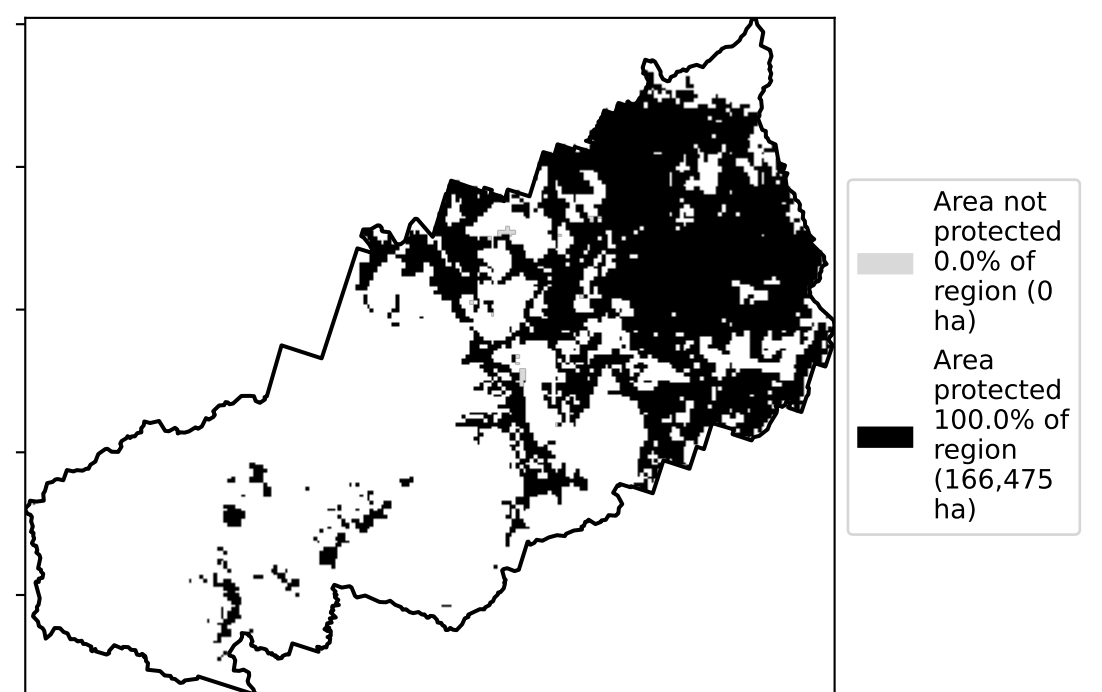 Area not
protected
0.0% of
region (0
ha)
Area
protected
100.0% of
region
(166,475
ha)